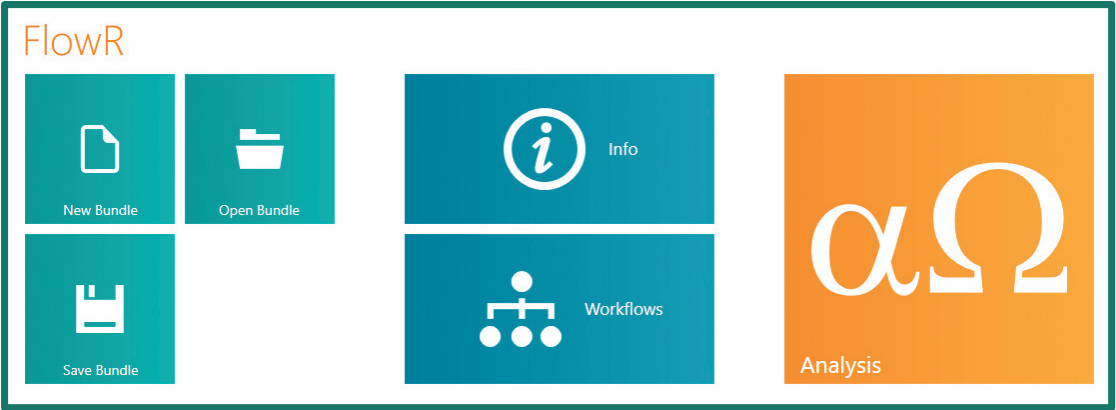 FlowR
New Bundle
Open Bundle
Save Bundle
Info
Workflows
αΩ
Analysis